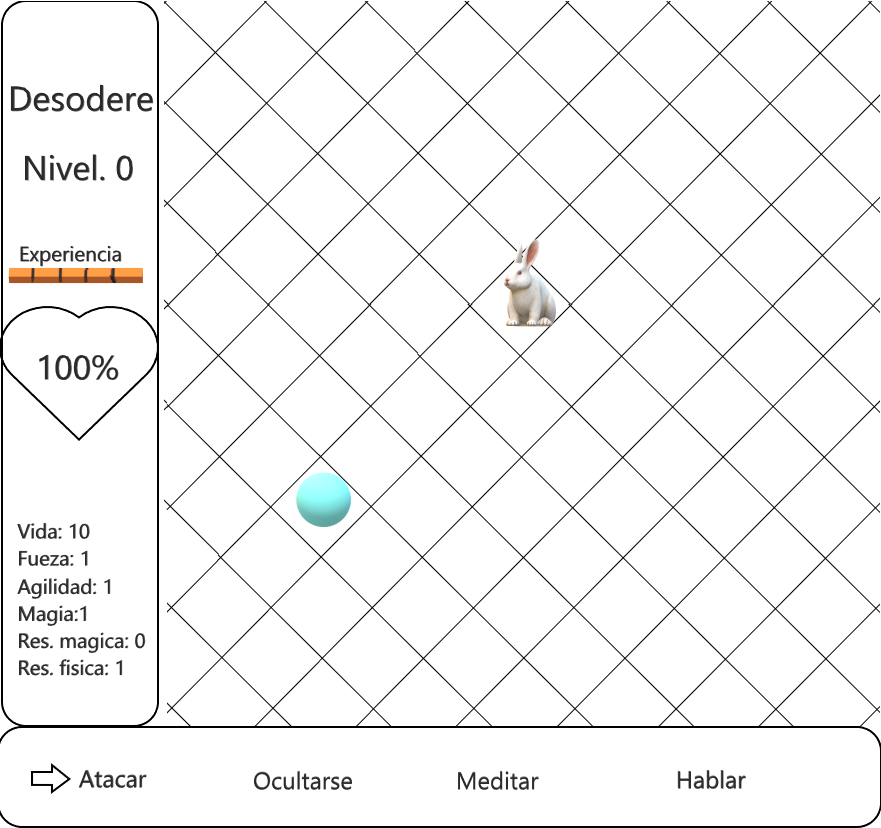 Desodere
Nivel. 0
Experiencia
100%
Vida: 10
Fueza: 1
Agilidad: 1
Magia:1
Res. magica: 0
Res. fisica: 1
Atacar Ocultarse Meditar Hablar